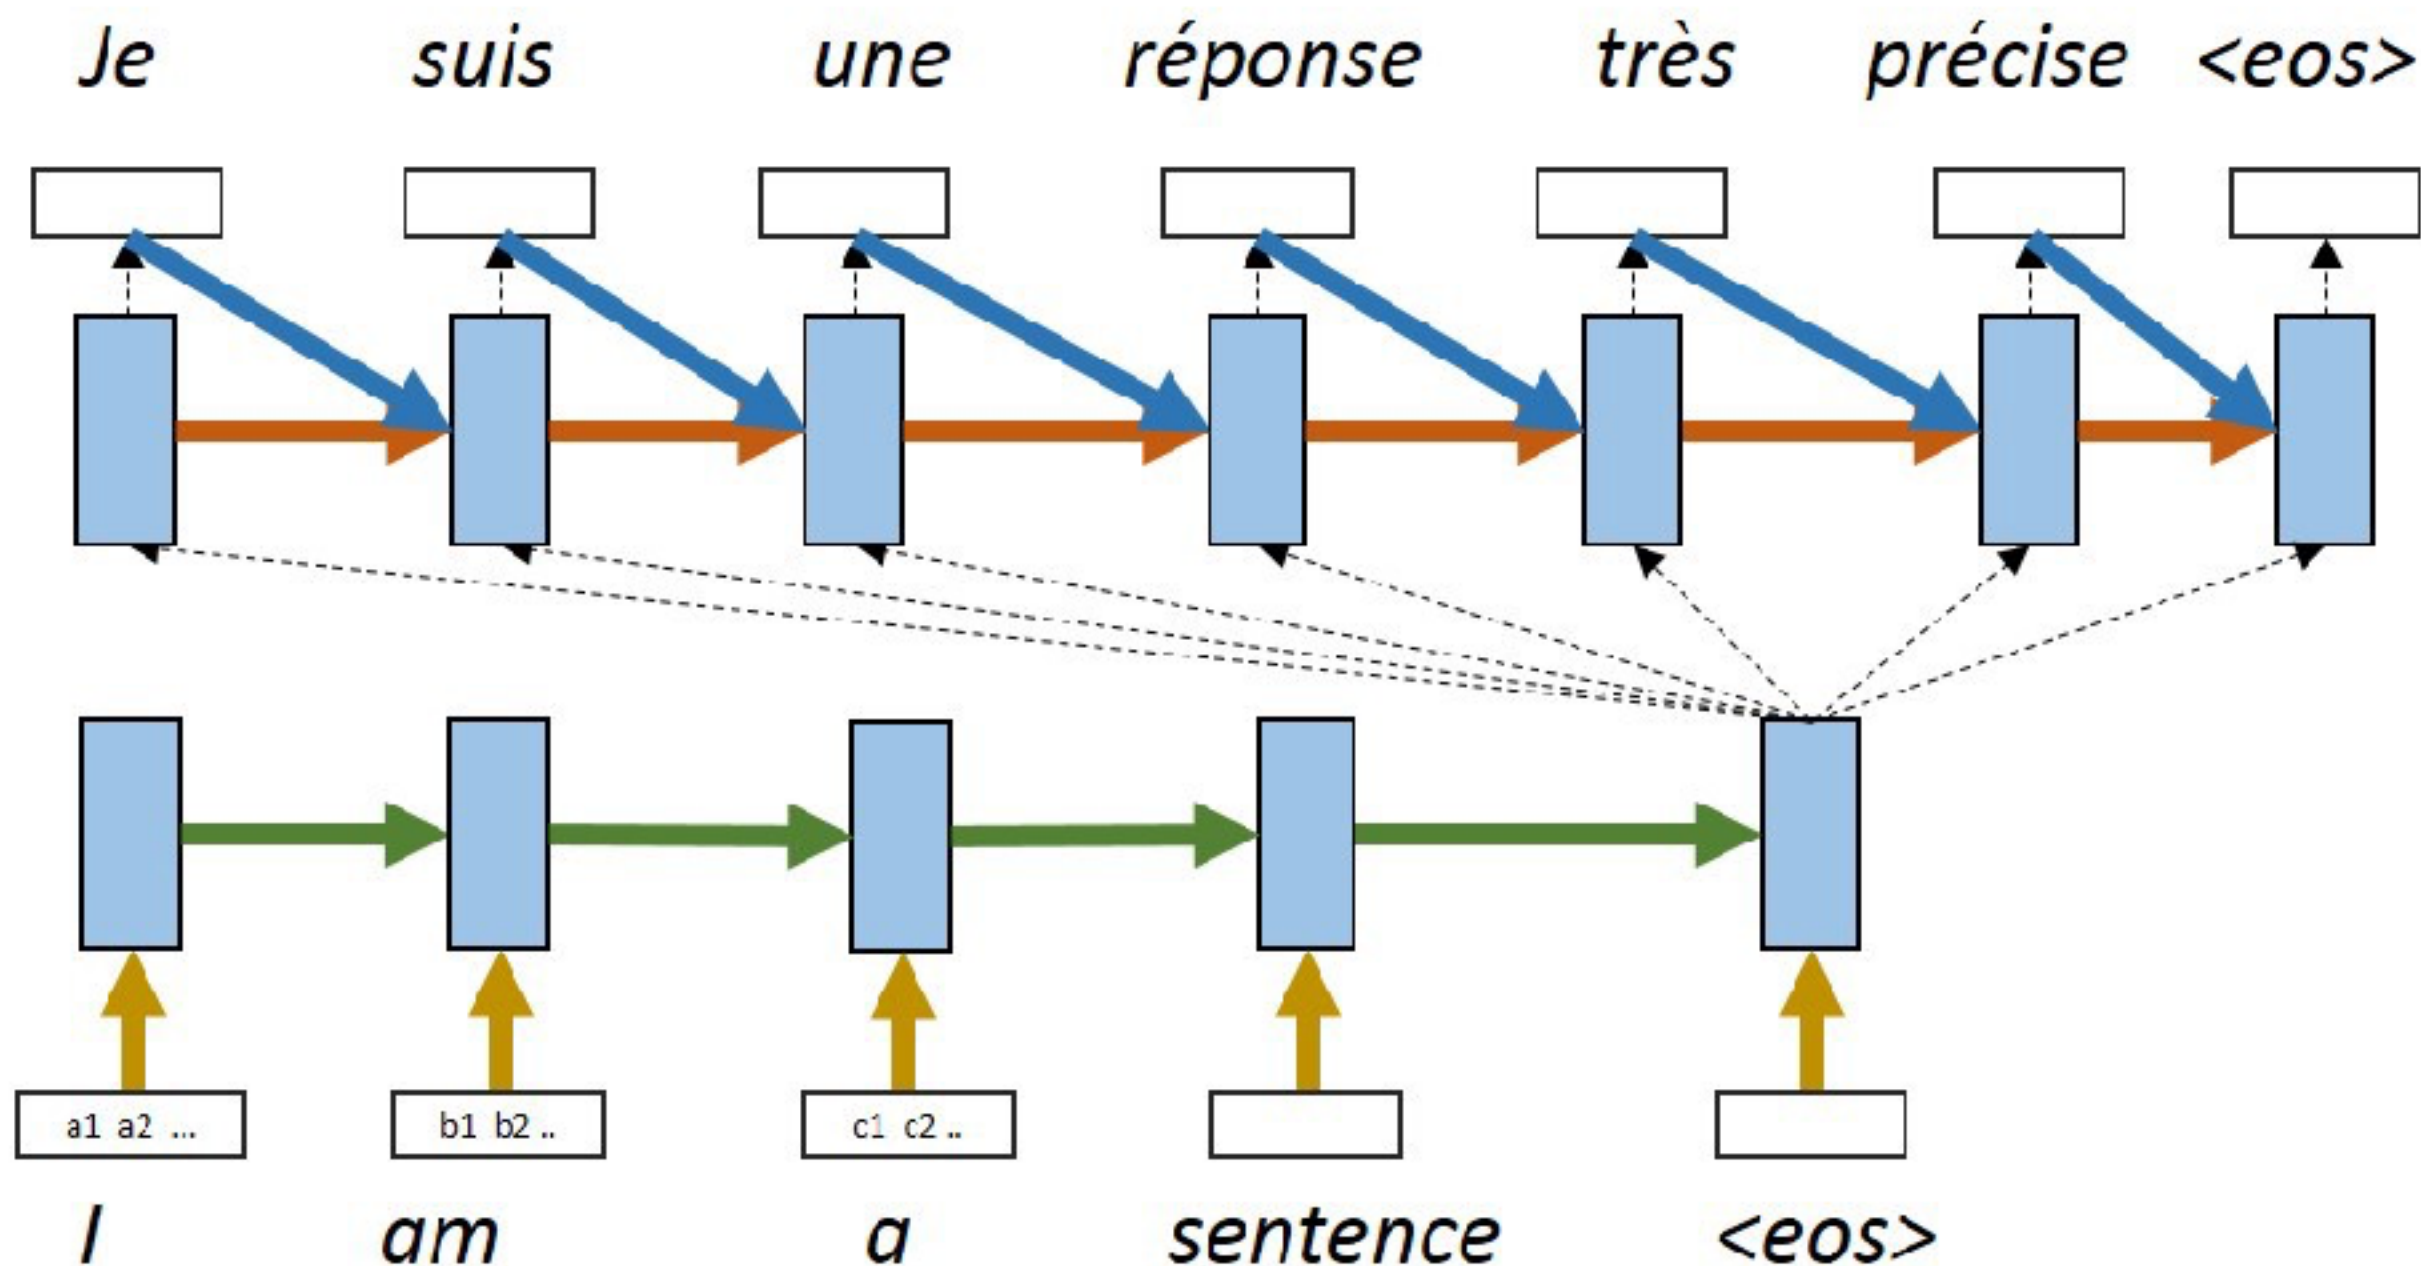 Je suis une réponse très précise <eos>
a1 a2 ... b1 b2 .. c1 c2 ..
I am a sentence <eos>